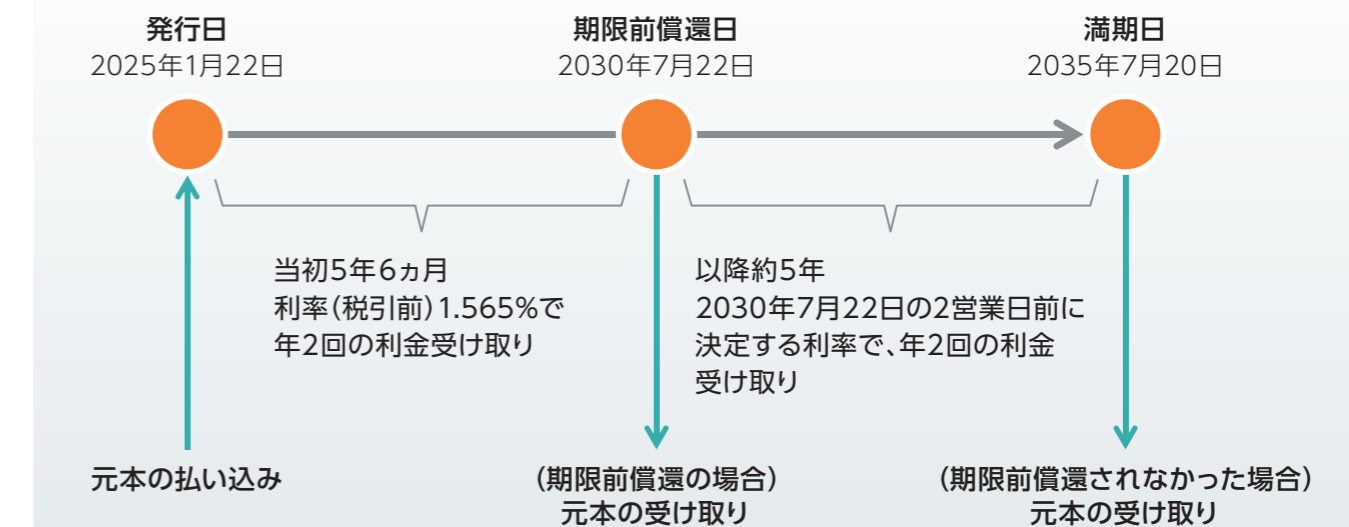 発行日
2025年1月22日
期限前償還日
2030年7月22日
満期日
2035年7月20日
当初5年6ヵ月
利率(税引前)1.565%で
年2回の利金受け取り
以降約5年
2030年7月22日の2営業日前に
決定する利率で、年2回の利金
受け取り
元本の払い込み
(期限前償還の場合)
元本の受け取り
(期限前償還されなかった場合)
元本の受け取り